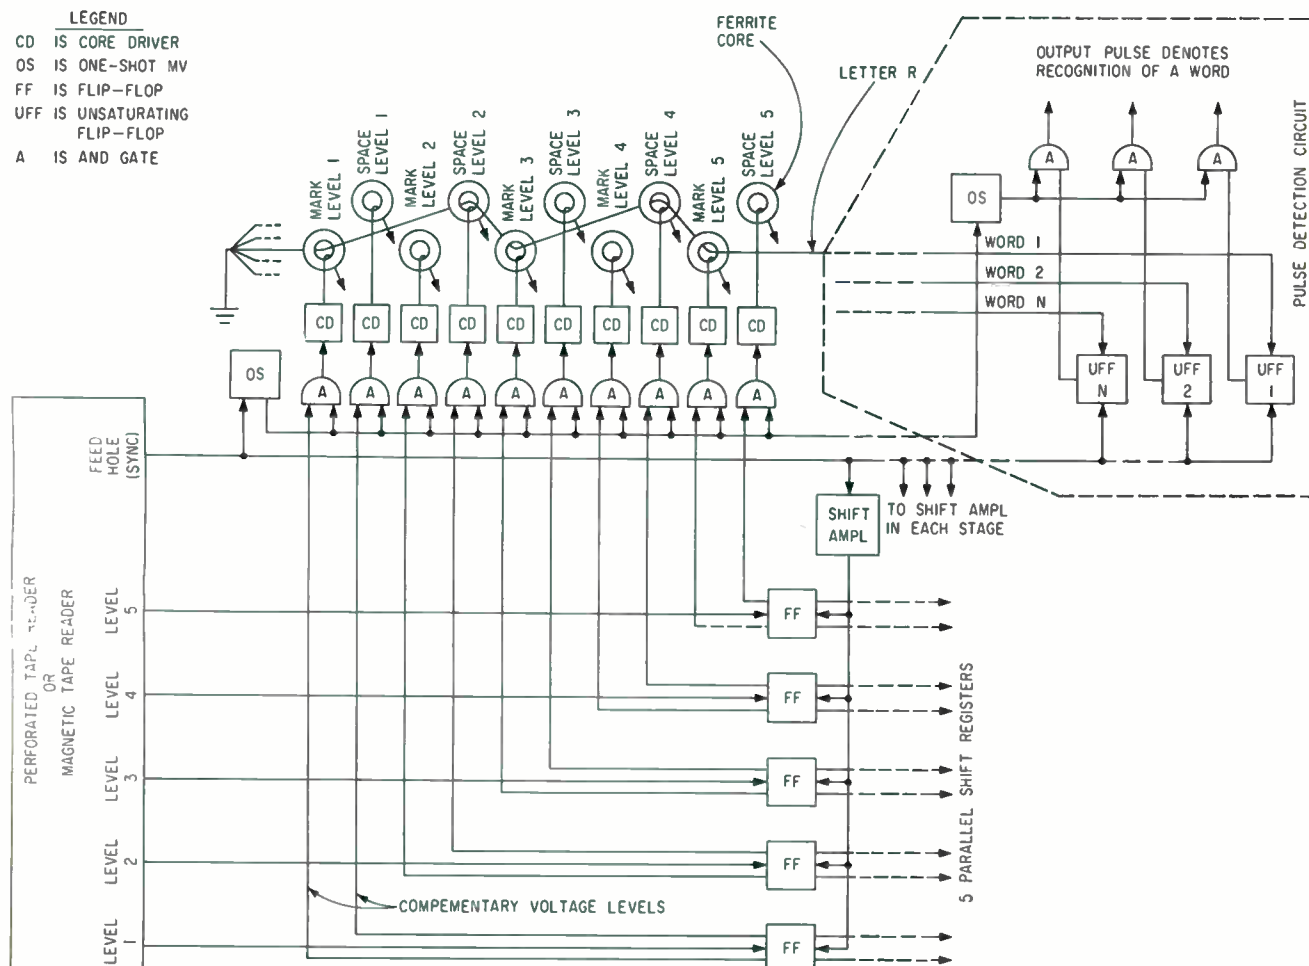 LEGEND
CD IS CORE DRIVER
OS IS ONE-SHOT MV
FF IS FLIP-FLOP
UFF IS UNSATURATING
FLIP-FLOP
A IS AND GATE
FERRITE
CORE
LETTER R
OUTPUT PULSE DENOTES
RECOGNITION OF A WORD
PULSE DETECTION CIRCUIT
MARK
LEVEL 1
SPACE
LEVEL 1
MARK
LEVEL 2
SPACE
LEVEL 2
MARK
LEVEL 3
SPACE
LEVEL 3
MARK
LEVEL 4
SPACE
LEVEL 4
MARK
LEVEL 5
SPACE
LEVEL 5
A A A
OS
WORD 1
WORD 2
WORD N
CD CD CD CD CD CD CD CD CD CD
OS
A A A A A A A A A A
UFF
N
UFF
2
UFF
1
FEED
HOLE
(SYNC)
SHIFT
AMPL
TO SHIFT AMPL
IN EACH STAGE
PERFORATED TAPE READER
OR
MAGNETIC TAPE READER
LEVEL
5
FF
LEVEL
4
FF
LEVEL
3
FF
LEVEL
2
FF
LEVEL
1
FF
5 PARALLEL SHIFT REGISTERS
COMPEMENTARY VOLTAGE LEVELS